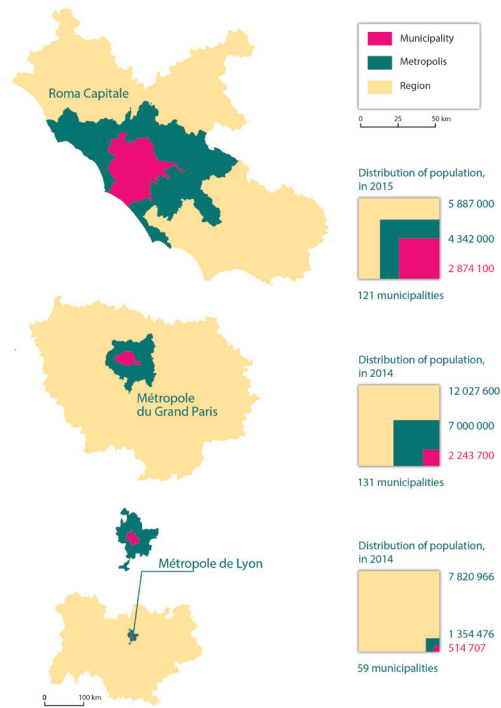 Municipality
Metropolis
Region
0 25 50 km
Roma Capitale
Distribution of population,
in 2015
5 887 000
4 342 000
2 874 100
121 municipalities
Métropole
du Grand Paris
Distribution of population,
in 2014
12 027 600
7 000 000
2 243 700
131 municipalities
Métropole de Lyon
Distribution of population,
in 2014
7 820 966
1 354 476
514 707
59 municipalities
0 100 km